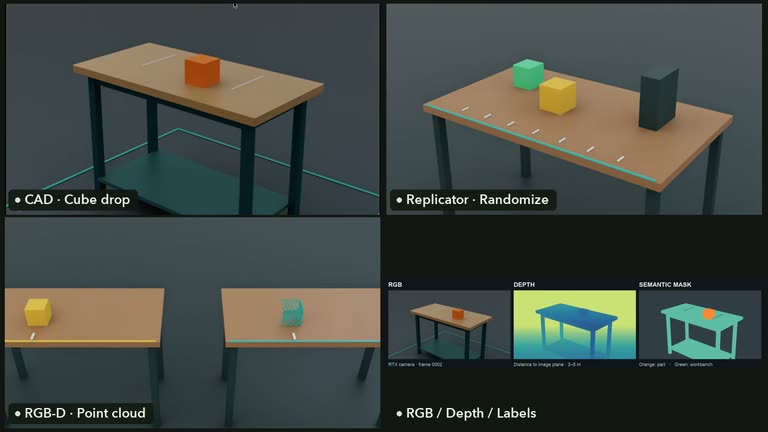 ● CAD · Cube drop
● Replicator · Randomize
RGB
DEPTH
SEMANTIC MASK
RTX camera · frame 0002
Distance to image plane · 2–8 m
Orange: part · Green: workbench
● RGB-D · Point cloud
● RGB / Depth / Labels